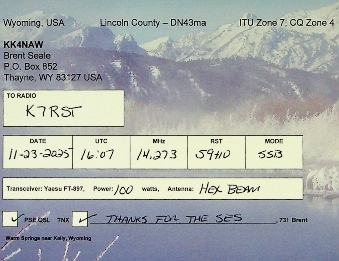 Wyoming, USA Lincoln County – DN43ma ITU Zone 7, CQ Zone 4
KK4NAW
Brent Seale
P.O. Box 852
Thayne, WY 83127 USA
TO RADIO
K7RST
DATE UTC MHz RST MODE
11-23-2025 16:07 14.273 59+10 SSB
Transceiver: Yaesu FT-897, Power: 100 watts, Antenna: HEX BEAM
✓ PSE QSL TNX ✓ THANKS FOR THE SES , 73! Brent
Warm Springs near Kelly, Wyoming